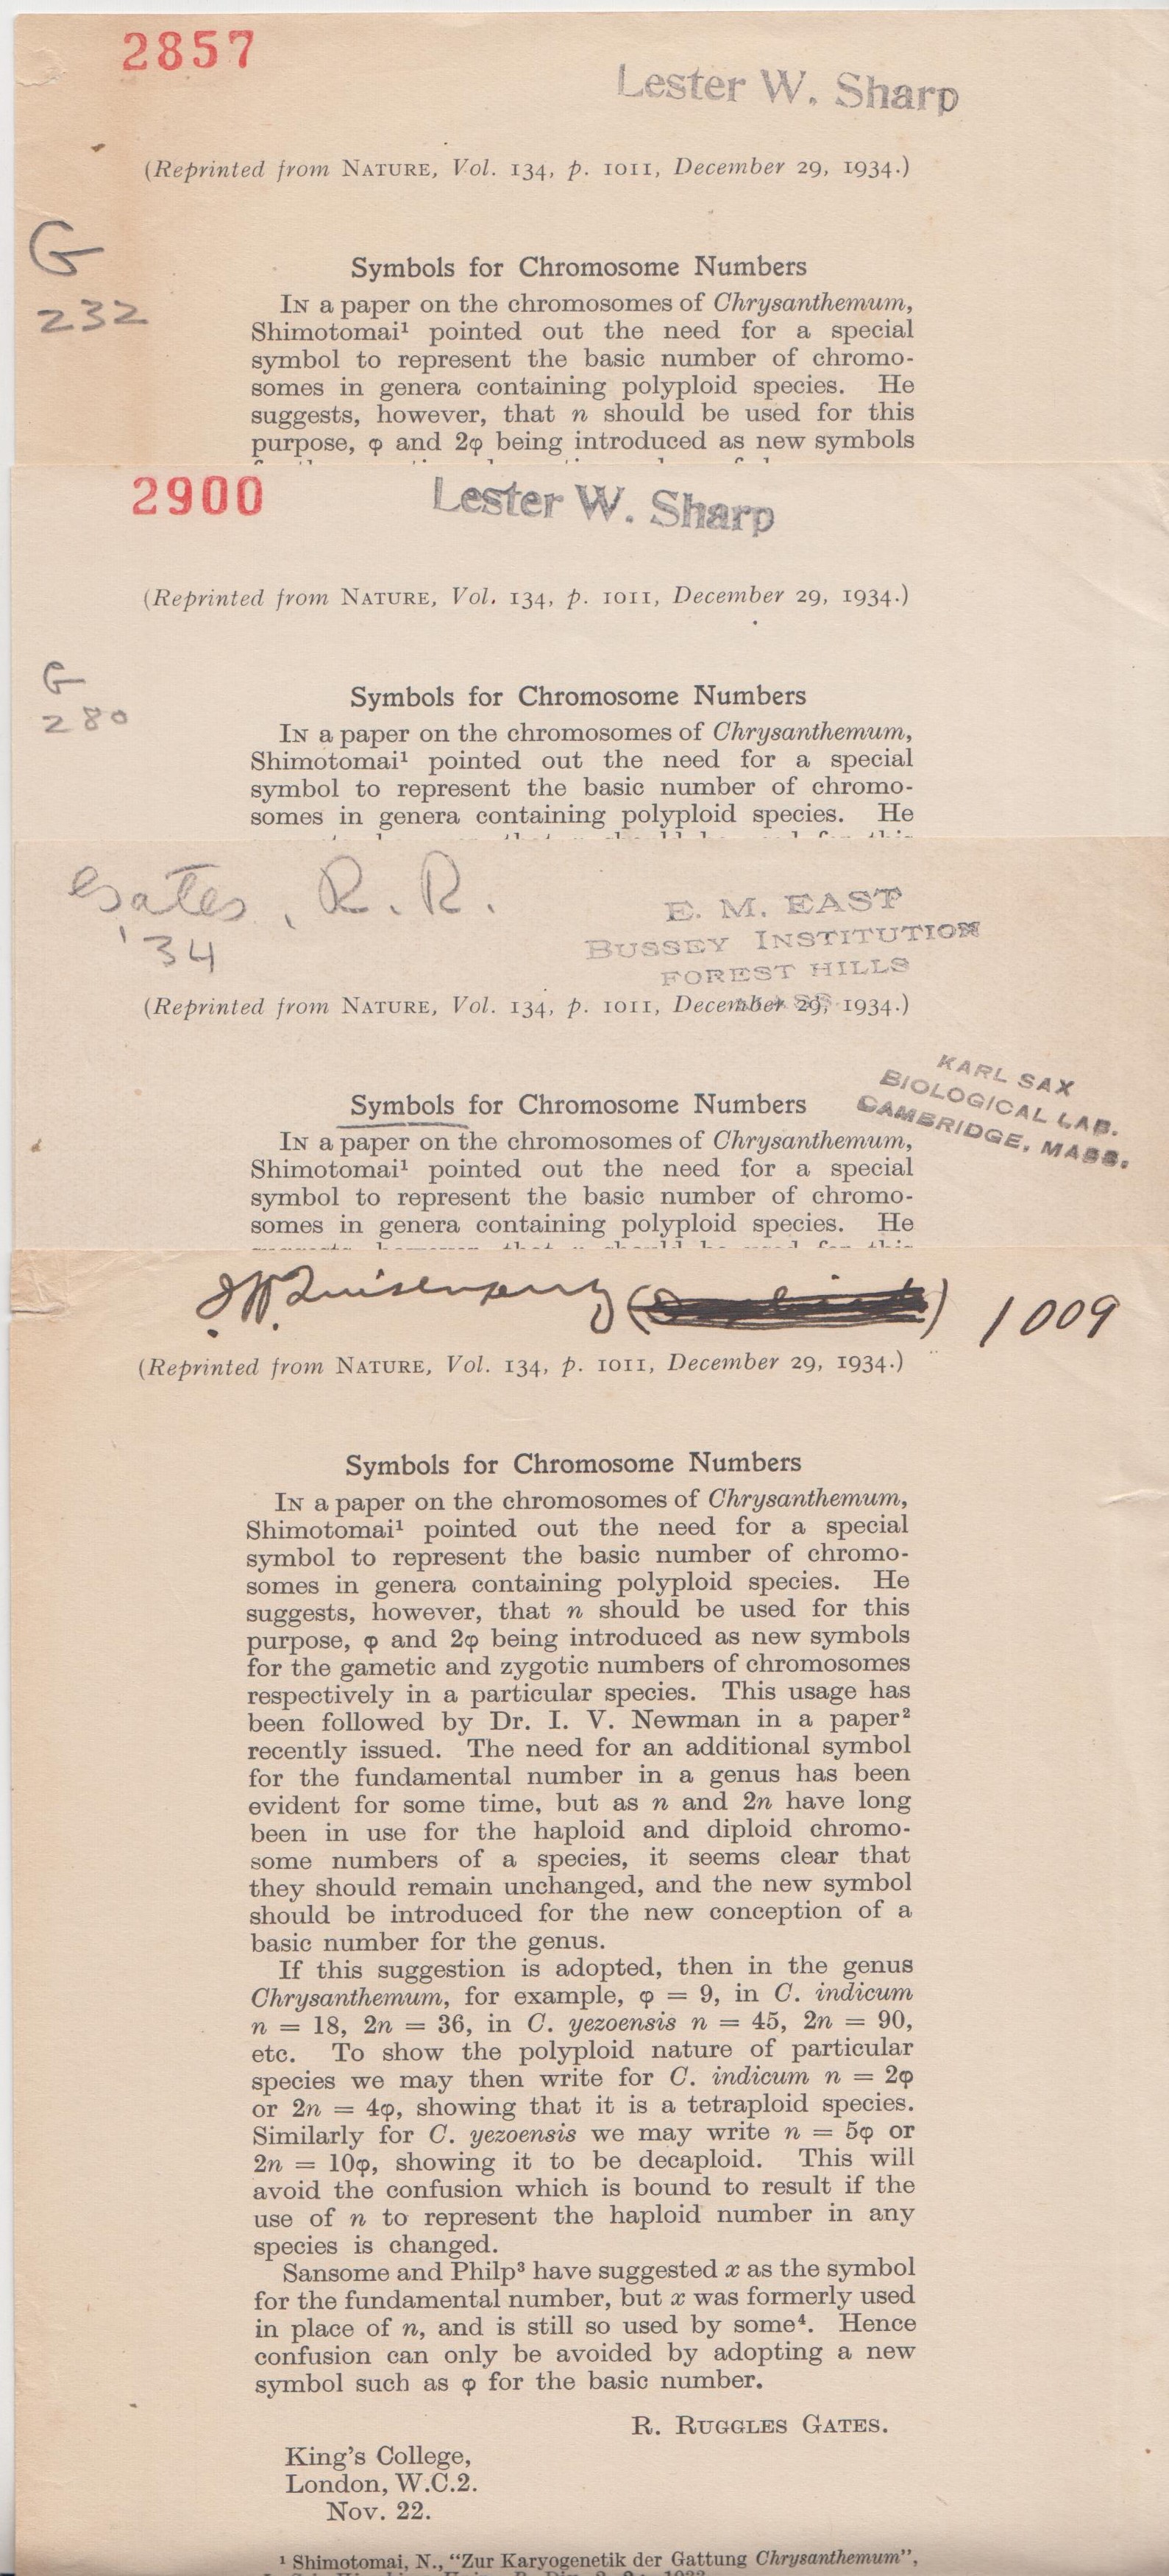 2857
Lester W. Sharp
(Reprinted from NATURE, Vol. 134, p. 1011, December 29, 1934.)
G
232
Symbols for Chromosome Numbers
IN a paper on the chromosomes of Chrysanthemum,
Shimotomai¹ pointed out the need for a special
symbol to represent the basic number of chromo-
somes in genera containing polyploid species. He
suggests, however, that n should be used for this
purpose, φ and 2φ being introduced as new symbols
2900
Lester W. Sharp
(Reprinted from NATURE, Vol. 134, p. 1011, December 29, 1934.)
G
280
Symbols for Chromosome Numbers
IN a paper on the chromosomes of Chrysanthemum,
Shimotomai¹ pointed out the need for a special
symbol to represent the basic number of chromo-
somes in genera containing polyploid species. He
Gates, R. R.
'34
E. M. EAST
BUSSEY INSTITUTION
FOREST HILLS
MASS.
(Reprinted from NATURE, Vol. 134, p. 1011, December 29, 1934.)
KARL SAX
BIOLOGICAL LAB.
CAMBRIDGE, MASS.
Symbols for Chromosome Numbers
IN a paper on the chromosomes of Chrysanthemum,
Shimotomai¹ pointed out the need for a special
symbol to represent the basic number of chromo-
somes in genera containing polyploid species. He
1009
(Reprinted from NATURE, Vol. 134, p. 1011, December 29, 1934.)
Symbols for Chromosome Numbers
IN a paper on the chromosomes of Chrysanthemum,
Shimotomai¹ pointed out the need for a special
symbol to represent the basic number of chromo-
somes in genera containing polyploid species. He
suggests, however, that n should be used for this
purpose, φ and 2φ being introduced as new symbols
for the gametic and zygotic numbers of chromosomes
respectively in a particular species. This usage has
been followed by Dr. I. V. Newman in a paper²
recently issued. The need for an additional symbol
for the fundamental number in a genus has been
evident for some time, but as n and 2n have long
been in use for the haploid and diploid chromo-
some numbers of a species, it seems clear that
they should remain unchanged, and the new symbol
should be introduced for the new conception of a
basic number for the genus.
If this suggestion is adopted, then in the genus
Chrysanthemum, for example, φ = 9, in C. indicum
n = 18, 2n = 36, in C. yezoensis n = 45, 2n = 90,
etc. To show the polyploid nature of particular
species we may then write for C. indicum n = 2φ
or 2n = 4φ, showing that it is a tetraploid species.
Similarly for C. yezoensis we may write n = 5φ or
2n = 10φ, showing it to be decaploid. This will
avoid the confusion which is bound to result if the
use of n to represent the haploid number in any
species is changed.
Sansome and Philp³ have suggested x as the symbol
for the fundamental number, but x was formerly used
in place of n, and is still so used by some⁴. Hence
confusion can only be avoided by adopting a new
symbol such as φ for the basic number.
R. RUGGLES GATES.
King's College,
London, W.C.2.
Nov. 22.
¹ Shimotomai, N., "Zur Karyogenetik der Gattung Chrysanthemum",